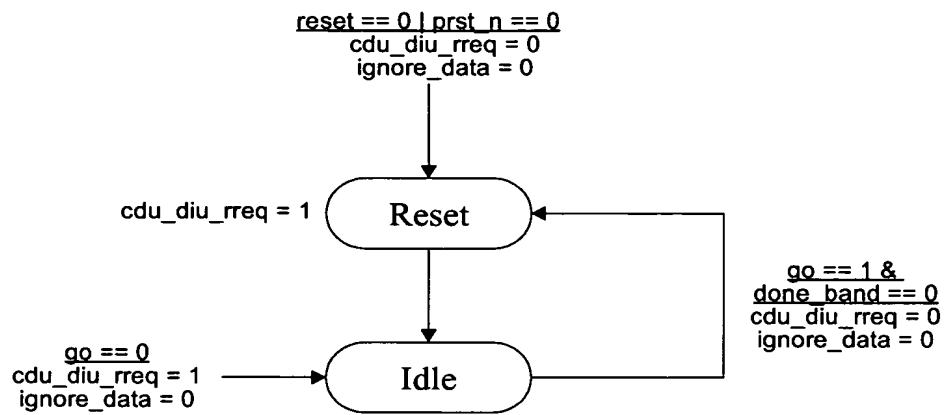 reset == 0 | prst_n == 0
cdu_diu_rreq = 0
ignore_data = 0
cdu_diu_rreq = 1
Reset
go == 1 &
done_band == 0
cdu_diu_rreq = 0
ignore_data = 0
go == 0
cdu_diu_rreq = 1
ignore_data = 0
Idle